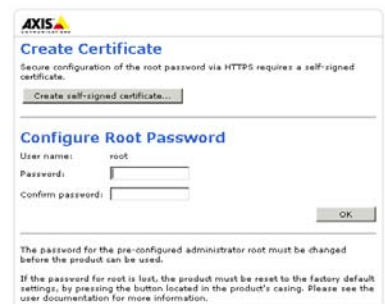 AXIS
COMMUNICATIONS
Create Certificate
Secure configuration of the root password via HTTPS requires a self-signed
certificate.
Create self-signed certificate...
Configure Root Password
User name: root
Password:
Confirm password:
OK
The password for the pre-configured administrator root must be changed
before the product can be used.
If the password for root is lost, the product must be reset to the factory default
settings, by pressing the button located in the product's casing. Please see the
user documentation for more information.